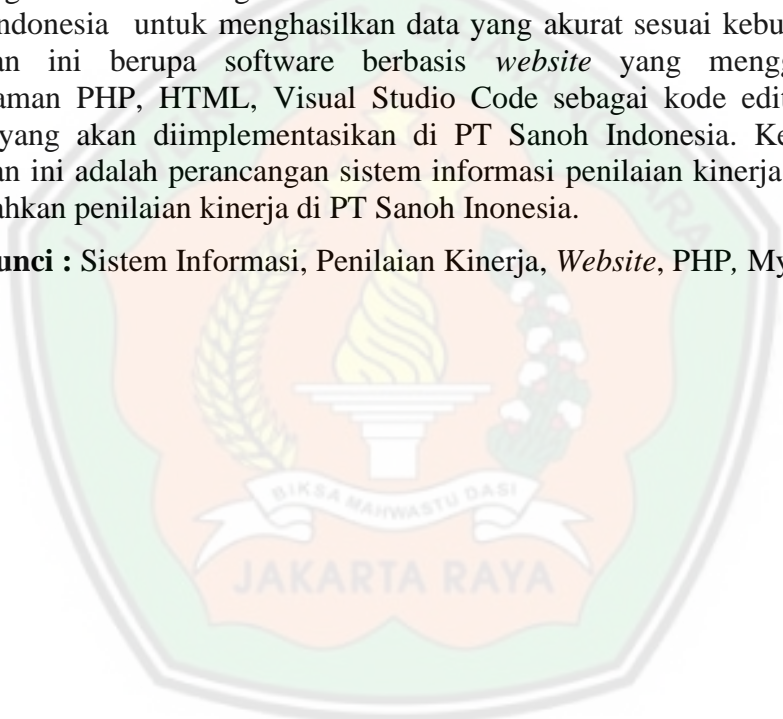 ndonesia untuk menghasilkan data yang akurat sesuai kebu
an ini berupa software berbasis website yang mengg
aman PHP, HTML, Visual Studio Code sebagai kode edit
yang akan diimplementasikan di PT Sanoh Indonesia. Ke
an ini adalah perancangan sistem informasi penilaian kinerja
ahkan penilaian kinerja di PT Sanoh Inonesia.
unci : Sistem Informasi, Penilaian Kinerja, Website, PHP, My
BIKSA MAHWASTU DASI
JAKARTA RAYA